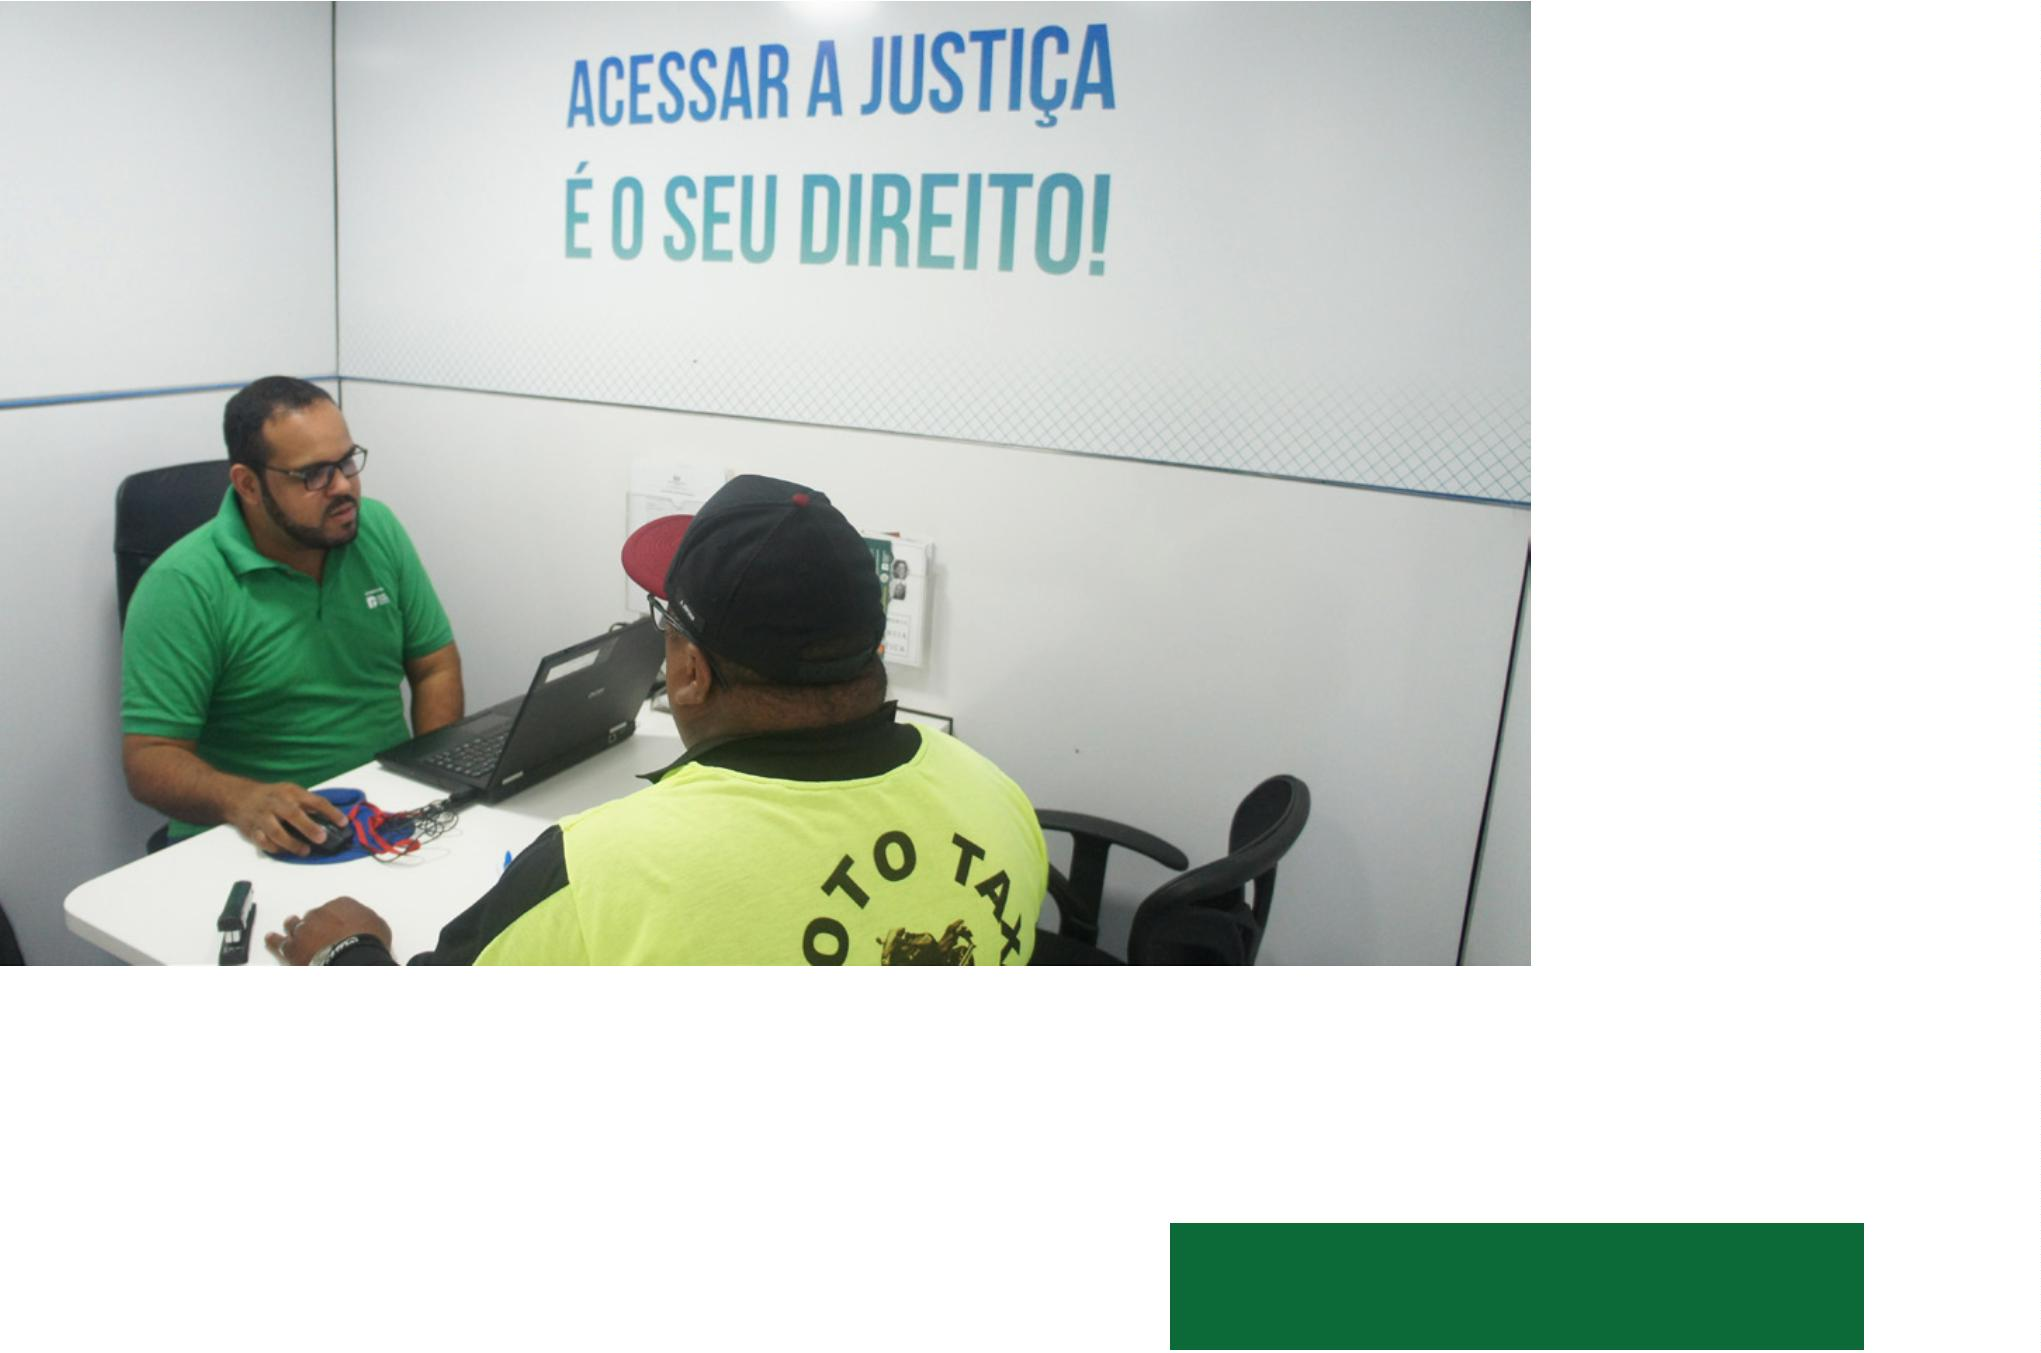 ACESSAR A JUSTIÇA
É O SEU DIREITO!
OTO TAX